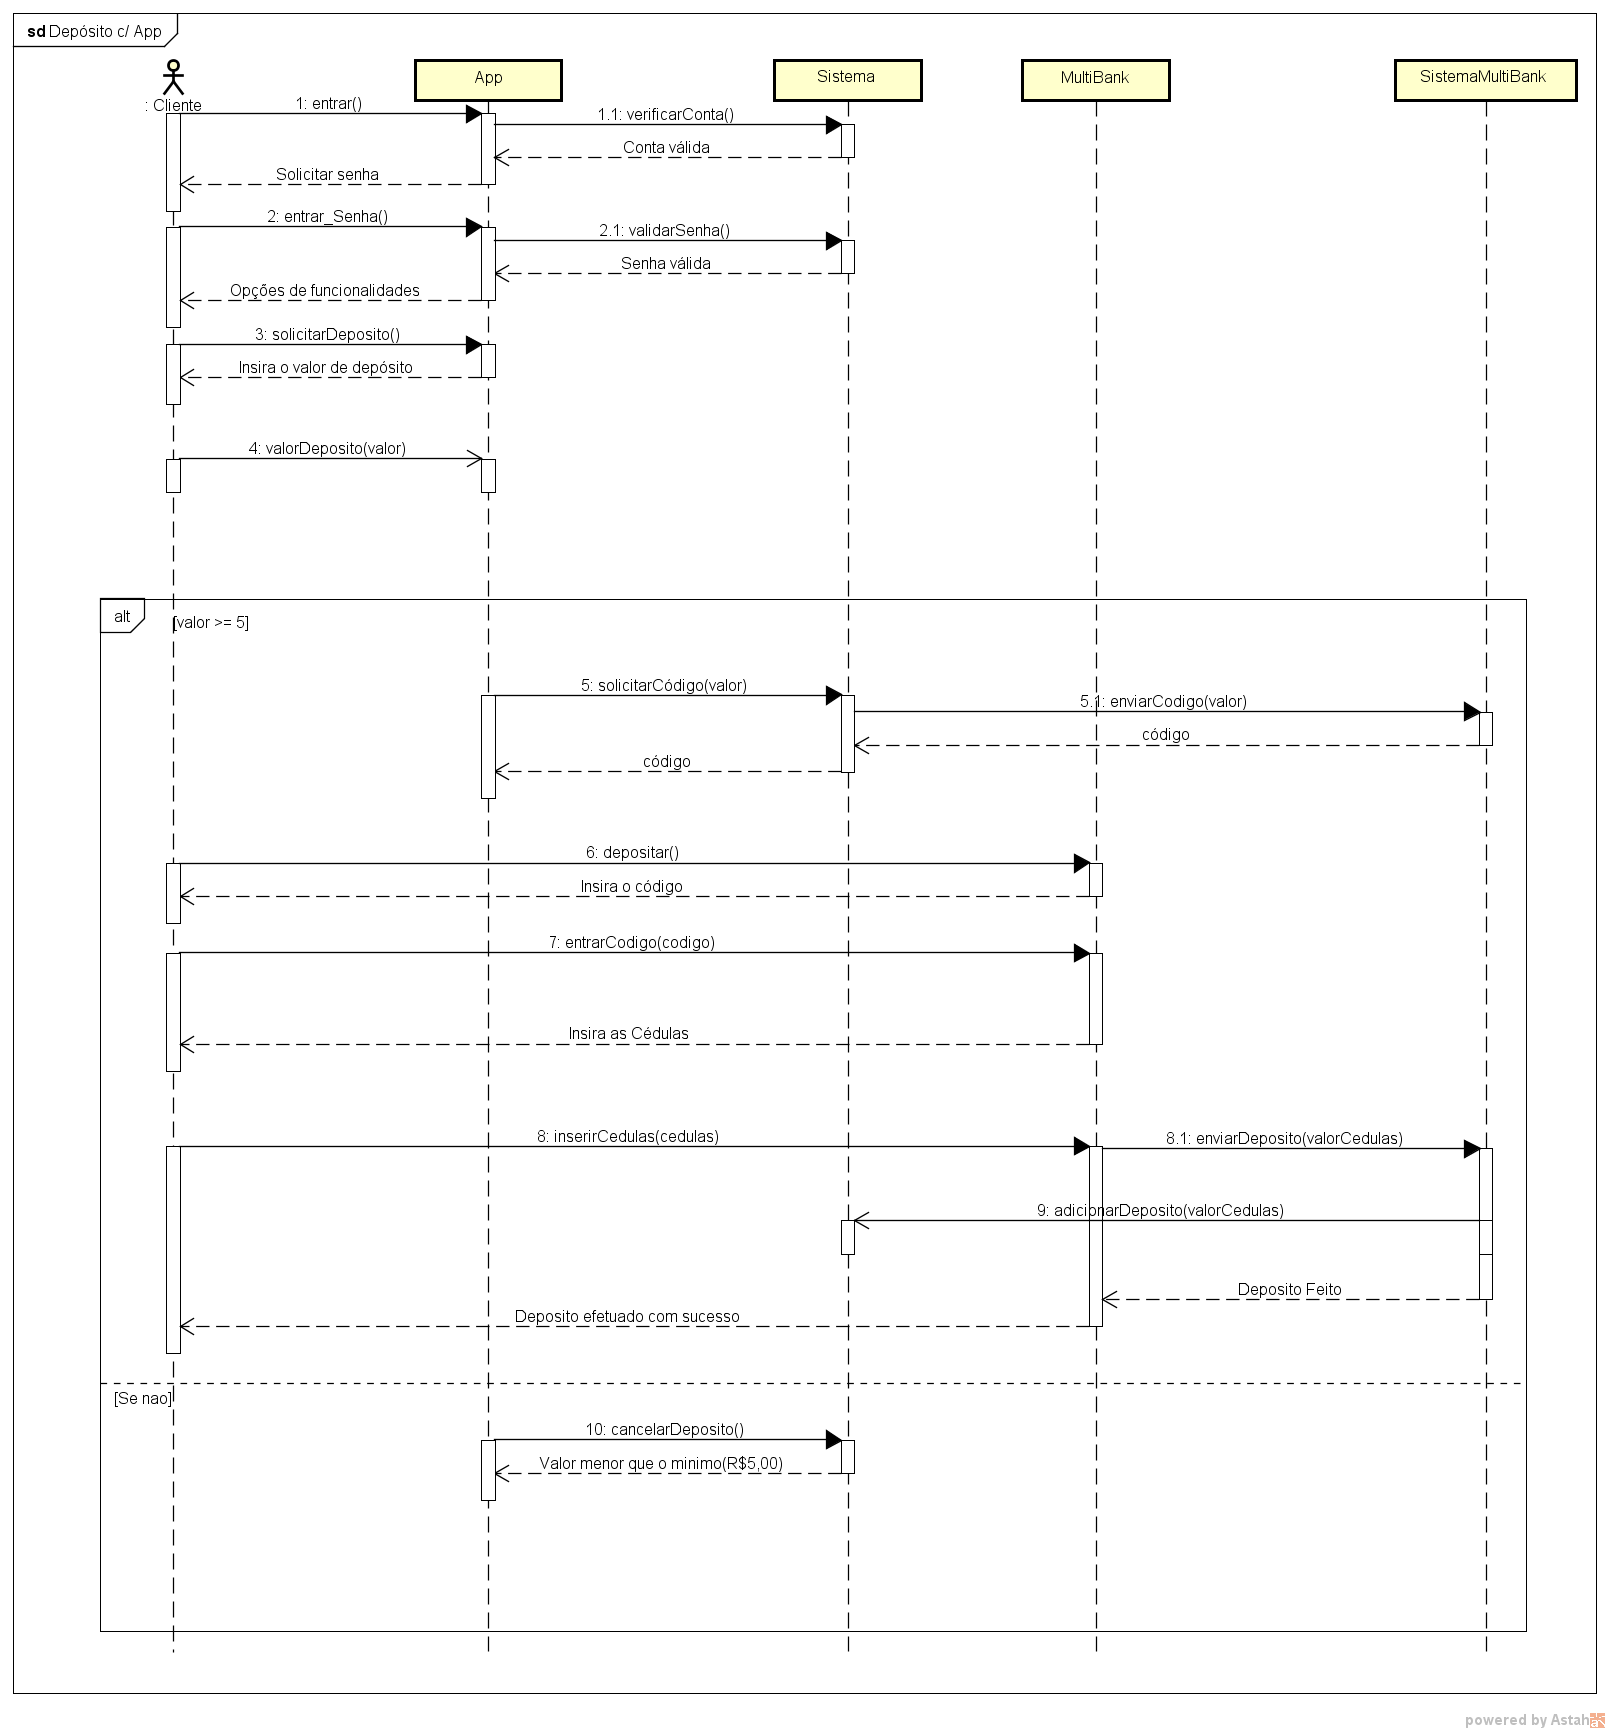 sd Depósito c/ App
App
Sistema
MultiBank
SistemaMultiBank
: Cliente
1: entrar()
1.1: verificarConta()
Conta válida
Solicitar senha
2: entrar_Senha()
2.1: validarSenha()
Senha válida
Opções de funcionalidades
3: solicitarDeposito()
Insira o valor de depósito
4: valorDeposito(valor)
alt
[valor >= 5]
5: solicitarCódigo(valor)
5.1: enviarCodigo(valor)
código
código
6: depositar()
Insira o código
7: entrarCodigo(codigo)
Insira as Cédulas
8: inserirCedulas(cedulas)
8.1: enviarDeposito(valorCedulas)
9: adicionarDeposito(valorCedulas)
Deposito Feito
Deposito efetuado com sucesso
[Se nao]
10: cancelarDeposito()
Valor menor que o minimo(R$5,00)
powered by Astah